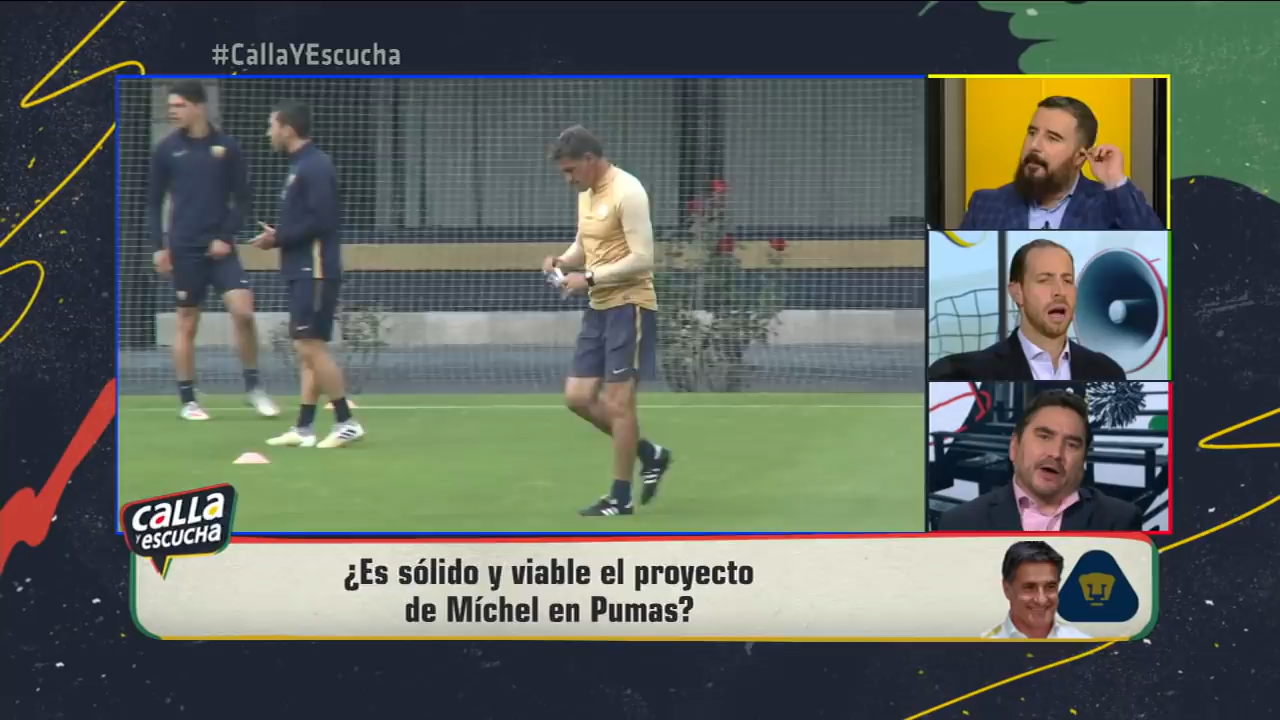 #CallaYEscucha
CALLA
Y ESCUCHA
¿Es sólido y viable el proyecto
de Míchel en Pumas?